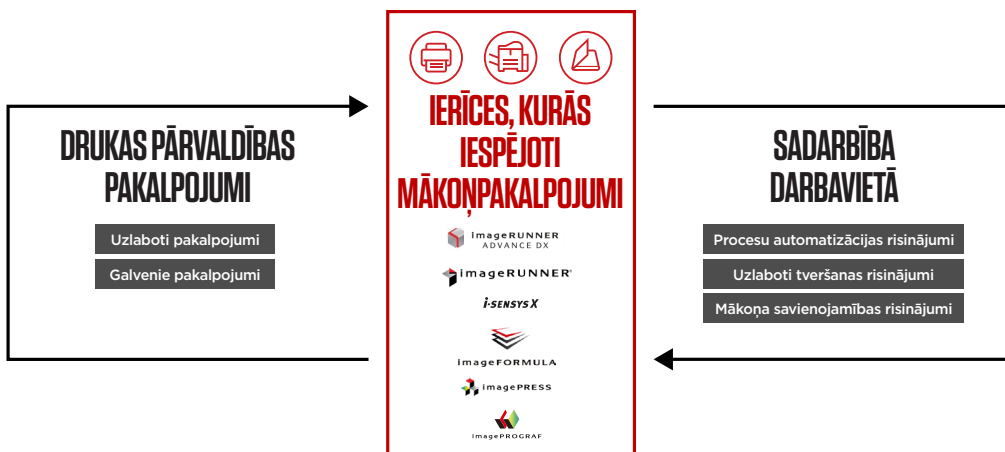 DRUKAS PĀRVALDĪBAS
PAKALPOJUMI
Uzlaboti pakalpojumi
Galvenie pakalpojumi
IERĪCES, KURĀS
IESPĒJOTI
MĀKOŅPAKALPOJUMI
imageRUNNER
ADVANCE DX
imageRUNNER®
i-SENSYS X
imageFORMULA
imagePRESS
imagePROGRAF
SADARBĪBA
DARBAVIETĀ
Procesu automatizācijas risinājumi
Uzlaboti tveršanas risinājumi
Mākoņa savienojamības risinājumi